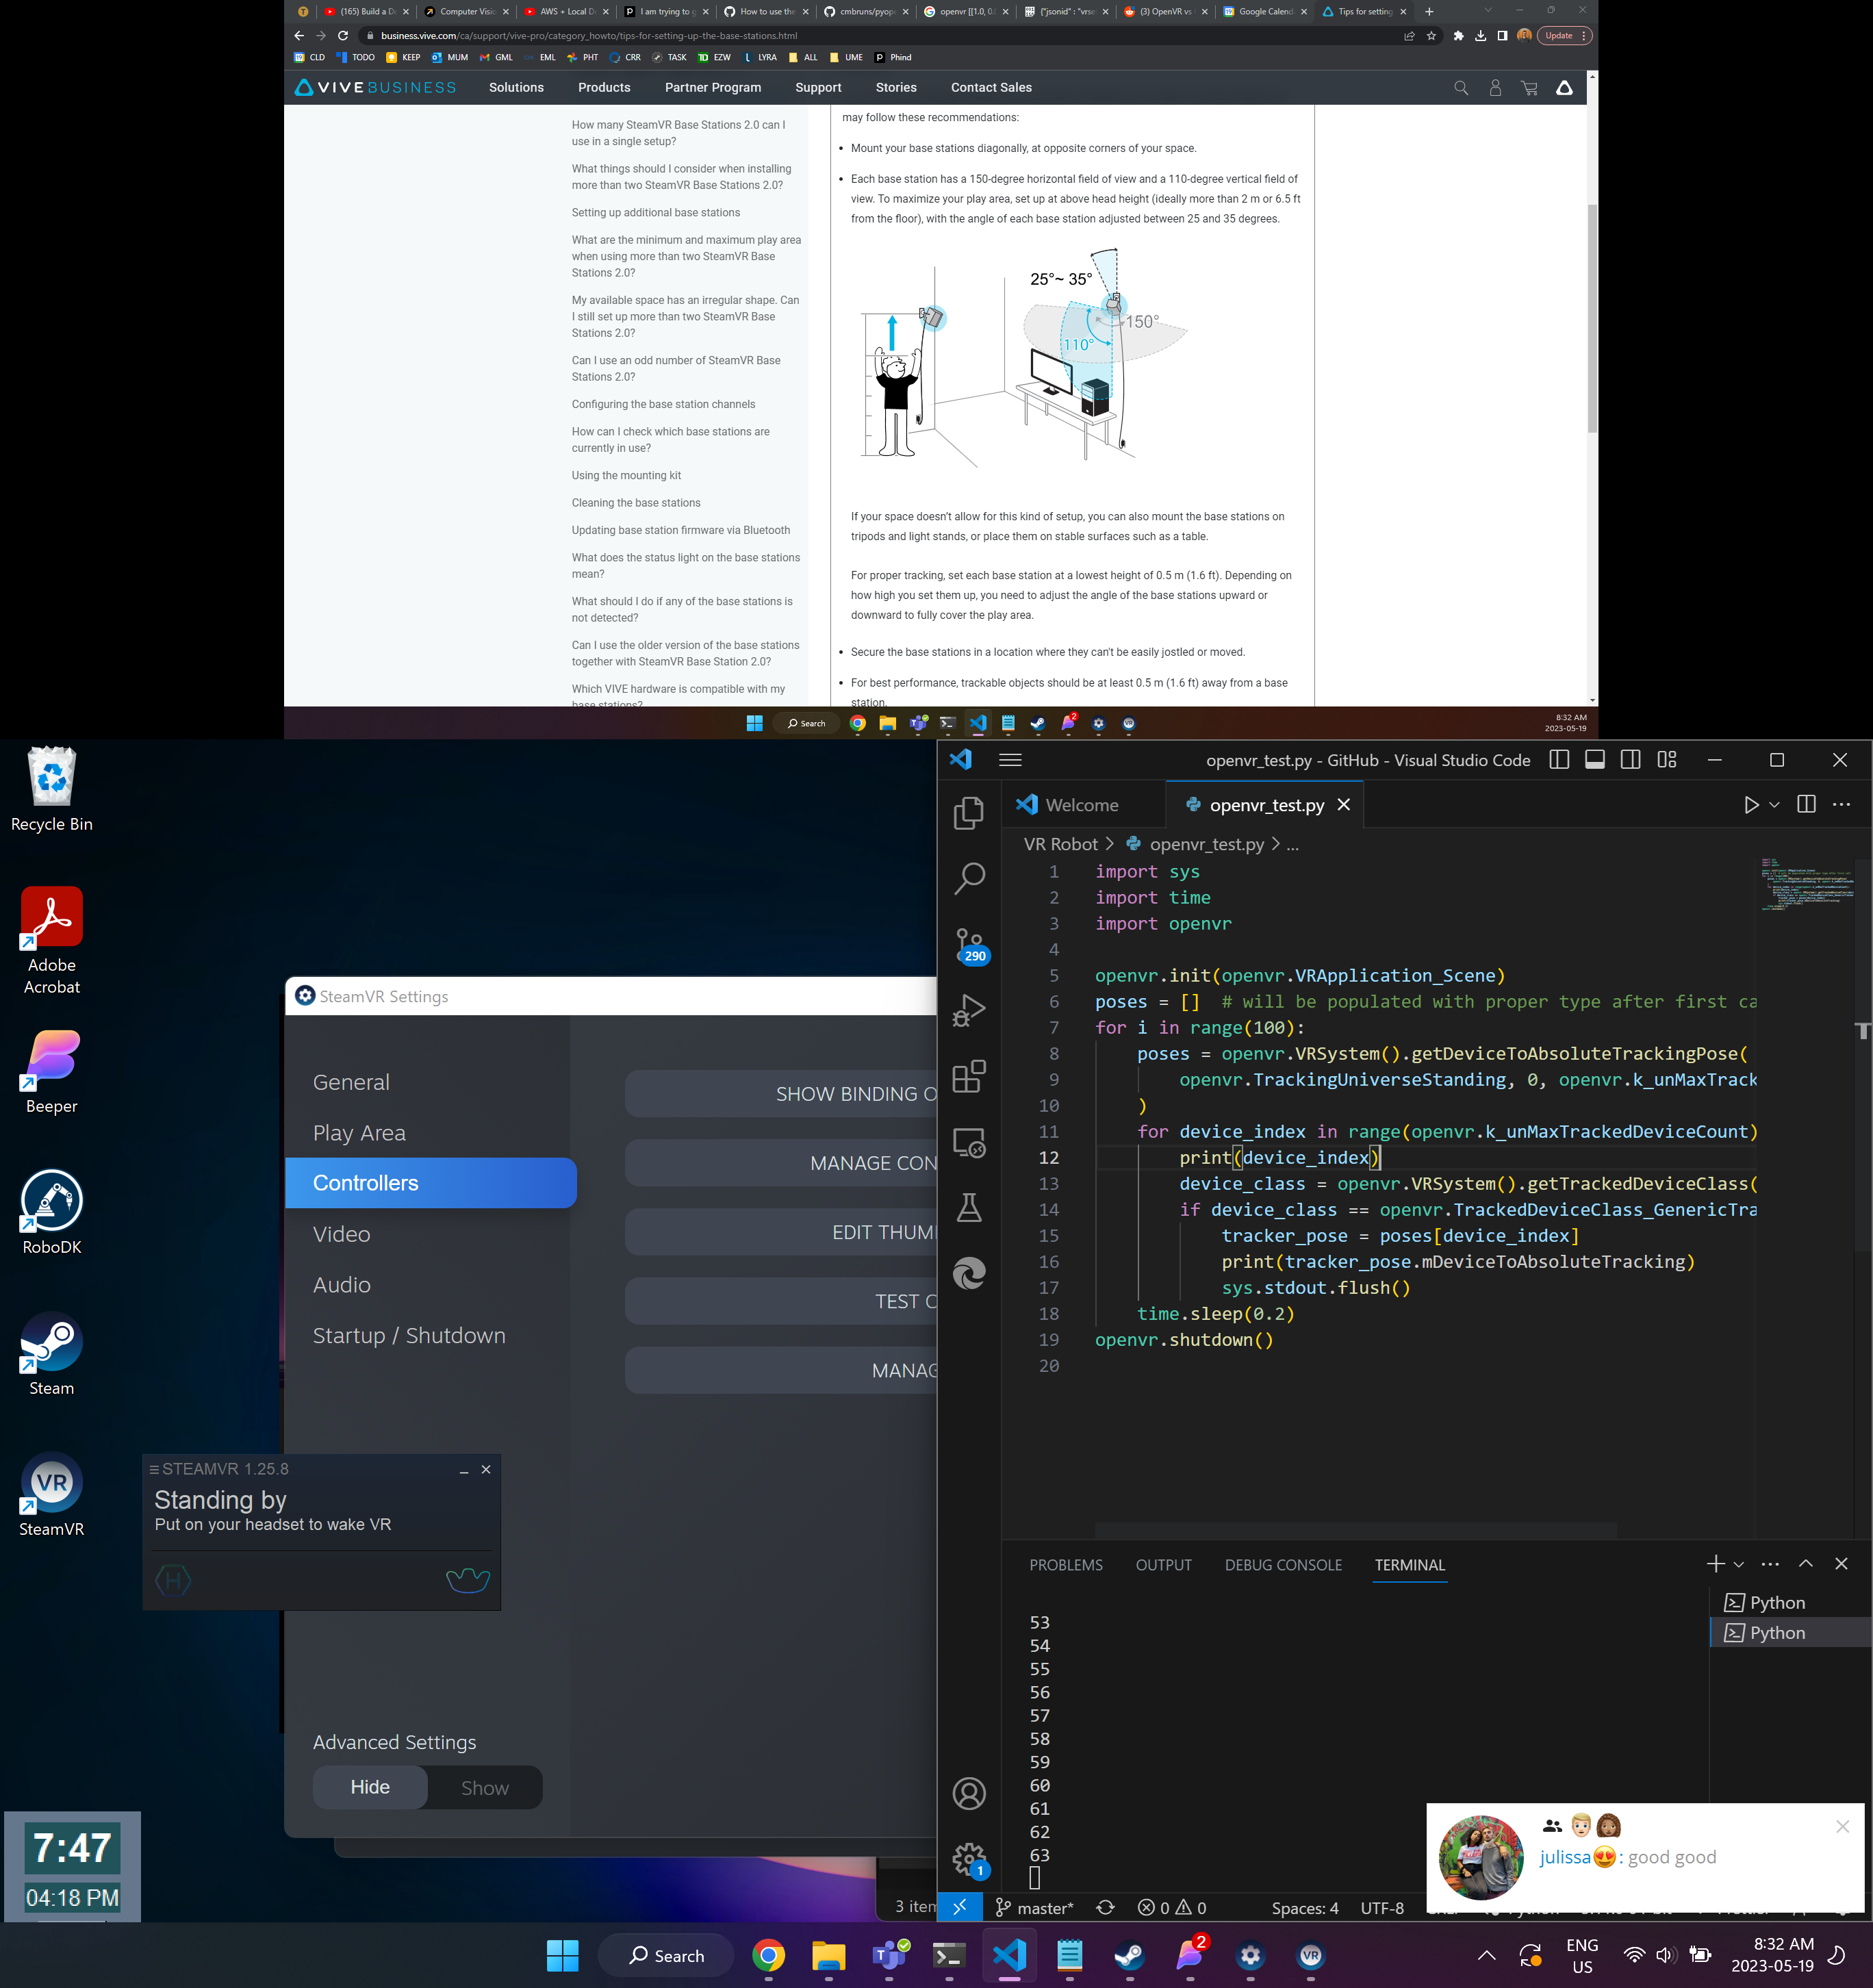 (165) Build a De
Computer Visio
AWS + Local De
I am trying to g
How to use the
cmbruns/pyope
openvr [[1.0, 0.
{"jsonid" : "vrse
(3) OpenVR vs
Google Calend
Tips for setting
business.vive.com/ca/support/vive-pro/category_howto/tips-for-setting-up-the-base-stations.html
Update
CLD TODO KEEP MUM GML EML PHT CRR TASK EZW LYRA ALL UME Phind
VIVE BUSINESS Solutions Products Partner Program Support Stories Contact Sales
How many SteamVR Base Stations 2.0 can I
use in a single setup?
What things should I consider when installing
more than two SteamVR Base Stations 2.0?
Setting up additional base stations
What are the minimum and maximum play area
when using more than two SteamVR Base
Stations 2.0?
My available space has an irregular shape. Can
I still set up more than two SteamVR Base
Stations 2.0?
Can I use an odd number of SteamVR Base
Stations 2.0?
Configuring the base station channels
How can I check which base stations are
currently in use?
Using the mounting kit
Cleaning the base stations
Updating base station firmware via Bluetooth
What does the status light on the base stations
mean?
What should I do if any of the base stations is
not detected?
Can I use the older version of the base stations
together with SteamVR Base Station 2.0?
Which VIVE hardware is compatible with my
base stations?
may follow these recommendations:
• Mount your base stations diagonally, at opposite corners of your space.
• Each base station has a 150-degree horizontal field of view and a 110-degree vertical field of
view. To maximize your play area, set up at above head height (ideally more than 2 m or 6.5 ft
from the floor), with the angle of each base station adjusted between 25 and 35 degrees.
25°~ 35°
150°
110°
If your space doesn't allow for this kind of setup, you can also mount the base stations on
tripods and light stands, or place them on stable surfaces such as a table.
For proper tracking, set each base station at a lowest height of 0.5 m (1.6 ft). Depending on
how high you set them up, you need to adjust the angle of the base stations upward or
downward to fully cover the play area.
• Secure the base stations in a location where they can't be easily jostled or moved.
• For best performance, trackable objects should be at least 0.5 m (1.6 ft) away from a base
station.
Search
2
8:32 AM
2023-05-19
Recycle Bin
Adobe
Acrobat
Beeper
RoboDK
Steam
VR
SteamVR
SteamVR Settings
General
Play Area
Controllers
Video
Audio
Startup / Shutdown
SHOW BINDING
MANAGE CON
EDIT THUM
TEST
MANAG
Advanced Settings
Hide Show
STEAMVR 1.25.8
Standing by
Put on your headset to wake VR
H
7:47
04:18 PM
3 item
openvr_test.py - GitHub - Visual Studio Code
Welcome
openvr_test.py
VR Robot > openvr_test.py > ...
290
1 import sys
2 import time
3 import openvr
4
5 openvr.init(openvr.VRApplication_Scene)
6 poses = []  # will be populated with proper type after first ca
7 for i in range(100):
8     poses = openvr.VRSystem().getDeviceToAbsoluteTrackingPose(
9         openvr.TrackingUniverseStanding, 0, openvr.k_unMaxTrack
10     )
11     for device_index in range(openvr.k_unMaxTrackedDeviceCount)
12         print(device_index)
13         device_class = openvr.VRSystem().getTrackedDeviceClass(
14         if device_class == openvr.TrackedDeviceClass_GenericTra
15             tracker_pose = poses[device_index]
16             print(tracker_pose.mDeviceToAbsoluteTracking)
17             sys.stdout.flush()
18     time.sleep(0.2)
19 openvr.shutdown()
20
PROBLEMS OUTPUT DEBUG CONSOLE TERMINAL
Python
Python
53
54
55
56
57
58
59
60
61
62
63
1
julissa😍: good good
master* 0 0 Spaces: 4 UTF-8
Search
2
VR
ENG
US
8:32 AM
2023-05-19